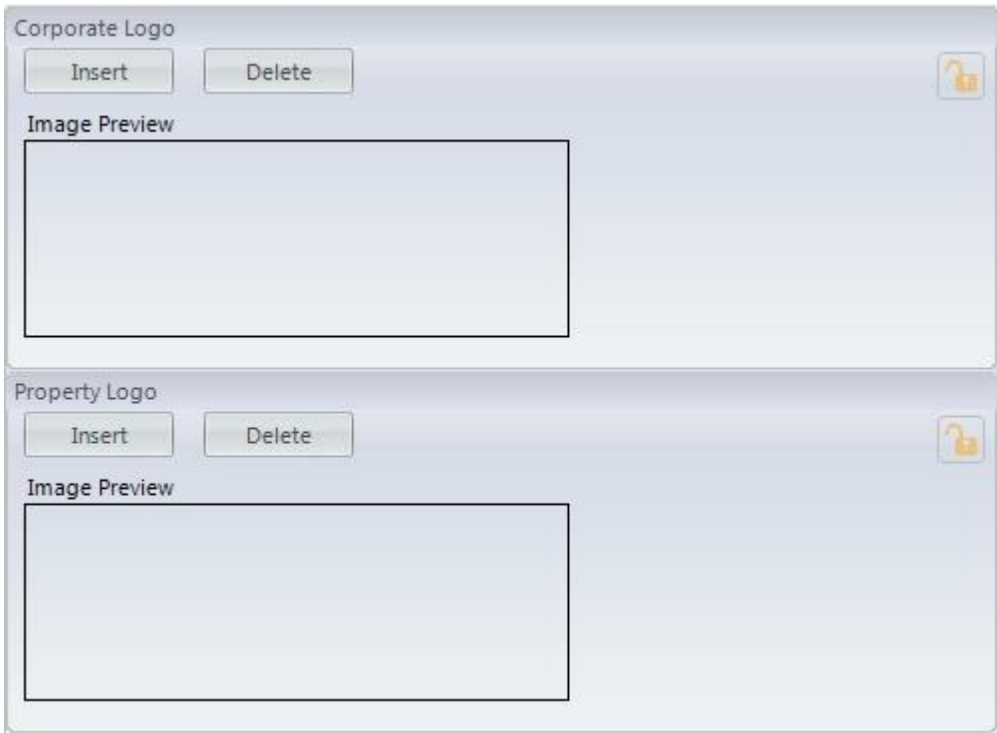 Corporate Logo
Insert Delete
Image Preview
Property Logo
Insert Delete
Image Preview